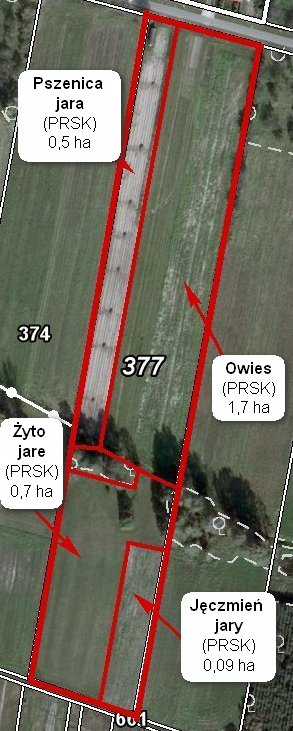 Pszenica
jara
(PRSK)
0,5 ha
374
377
Owies
(PRSK)
1,7 ha
Żyto
jare
(PRSK)
0,7 ha
Jęczmień
jary
(PRSK)
0,09 ha
661